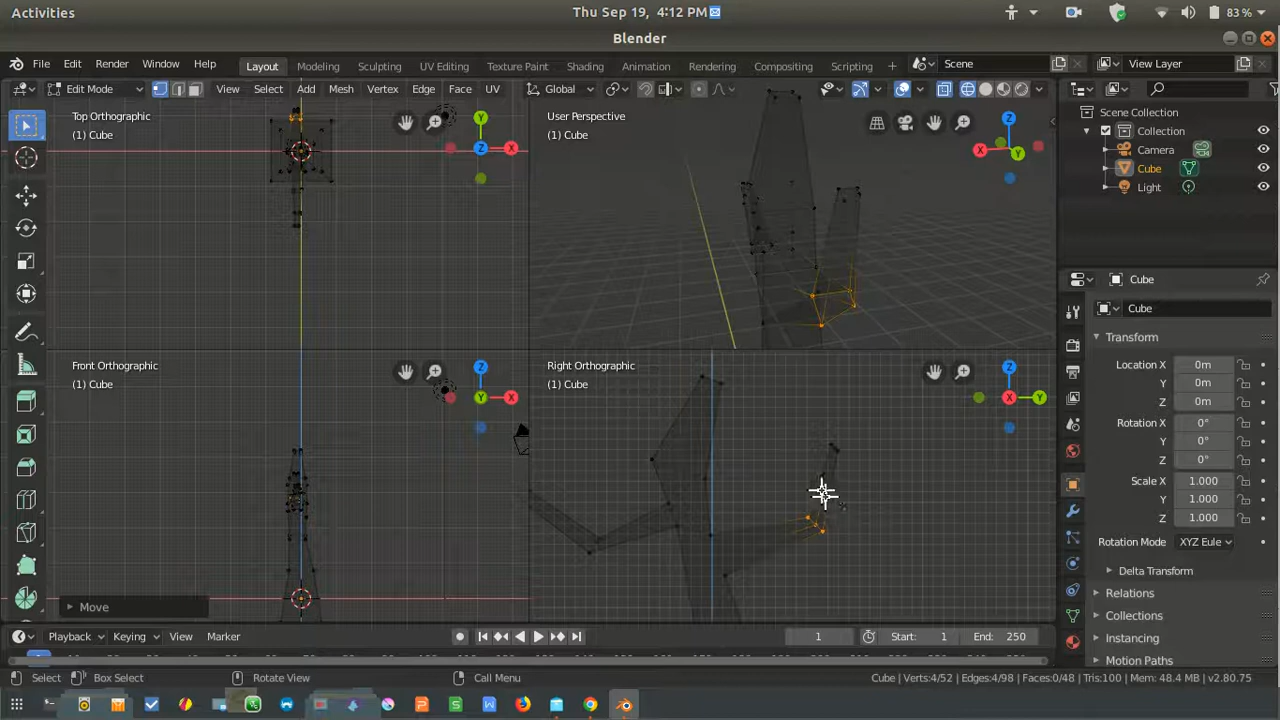 Activities
Thu Sep 19, 4:12 PM
83 %
Blender
File Edit Render Window Help
Layout Modeling Sculpting UV Editing Texture Paint Shading Animation Rendering Compositing Scripting +
Scene
View Layer
Edit Mode
View Select Add Mesh Vertex Edge Face UV
Global
Top Orthographic
(1) Cube
Y
Z
X
User Perspective
(1) Cube
Z
X
Y
Front Orthographic
(1) Cube
Z
Y
X
Right Orthographic
(1) Cube
Z
X
Y
Move
Scene Collection
Collection
Camera
Cube
Light
Cube
Cube
Transform
Location X 0m
Y 0m
Z 0m
Rotation X 0°
Y 0°
Z 0°
Scale X 1.000
Y 1.000
Z 1.000
Rotation Mode XYZ Eule
Delta Transform
Relations
Collections
Instancing
Motion Paths
Playback Keying View Marker
1
Start: 1
End: 250
Select
Box Select
Rotate View
Call Menu
Cube | Verts:4/52 | Edges:4/98 | Faces:0/48 | Tris:100 | Mem: 48.4 MB | v2.80.75